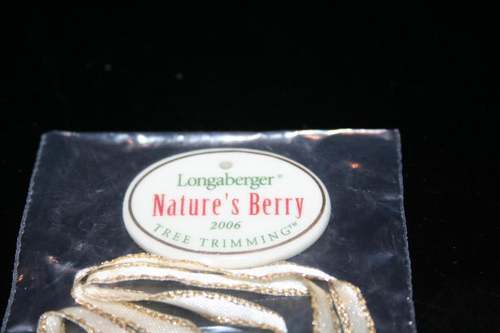 Longaberger®
Nature's Berry
2006
TREE TRIMMING™